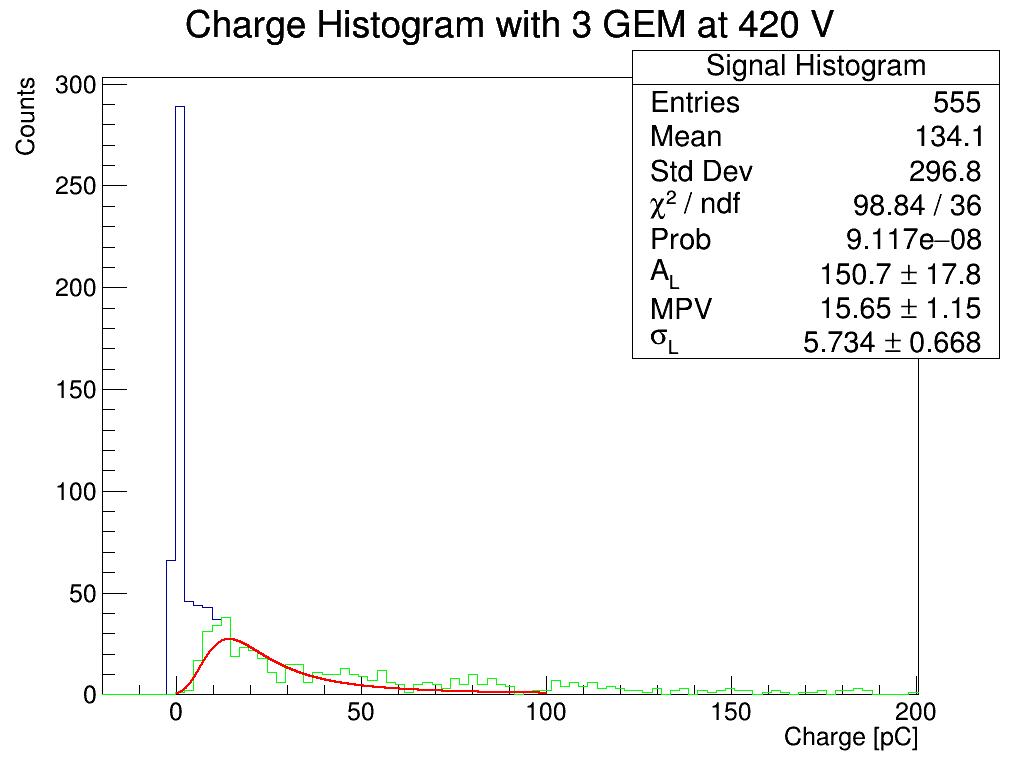 Charge Histogram with 3 GEM at 420 V
Signal Histogram
Entries 555
Mean 134.1
Std Dev 296.8
χ² / ndf 98.84 / 36
Prob 9.117e−08
A_L 150.7 ± 17.8
MPV 15.65 ± 1.15
σ_L 5.734 ± 0.668
Counts
300
250
200
150
100
50
0
0 50 100 150 200
Charge [pC]